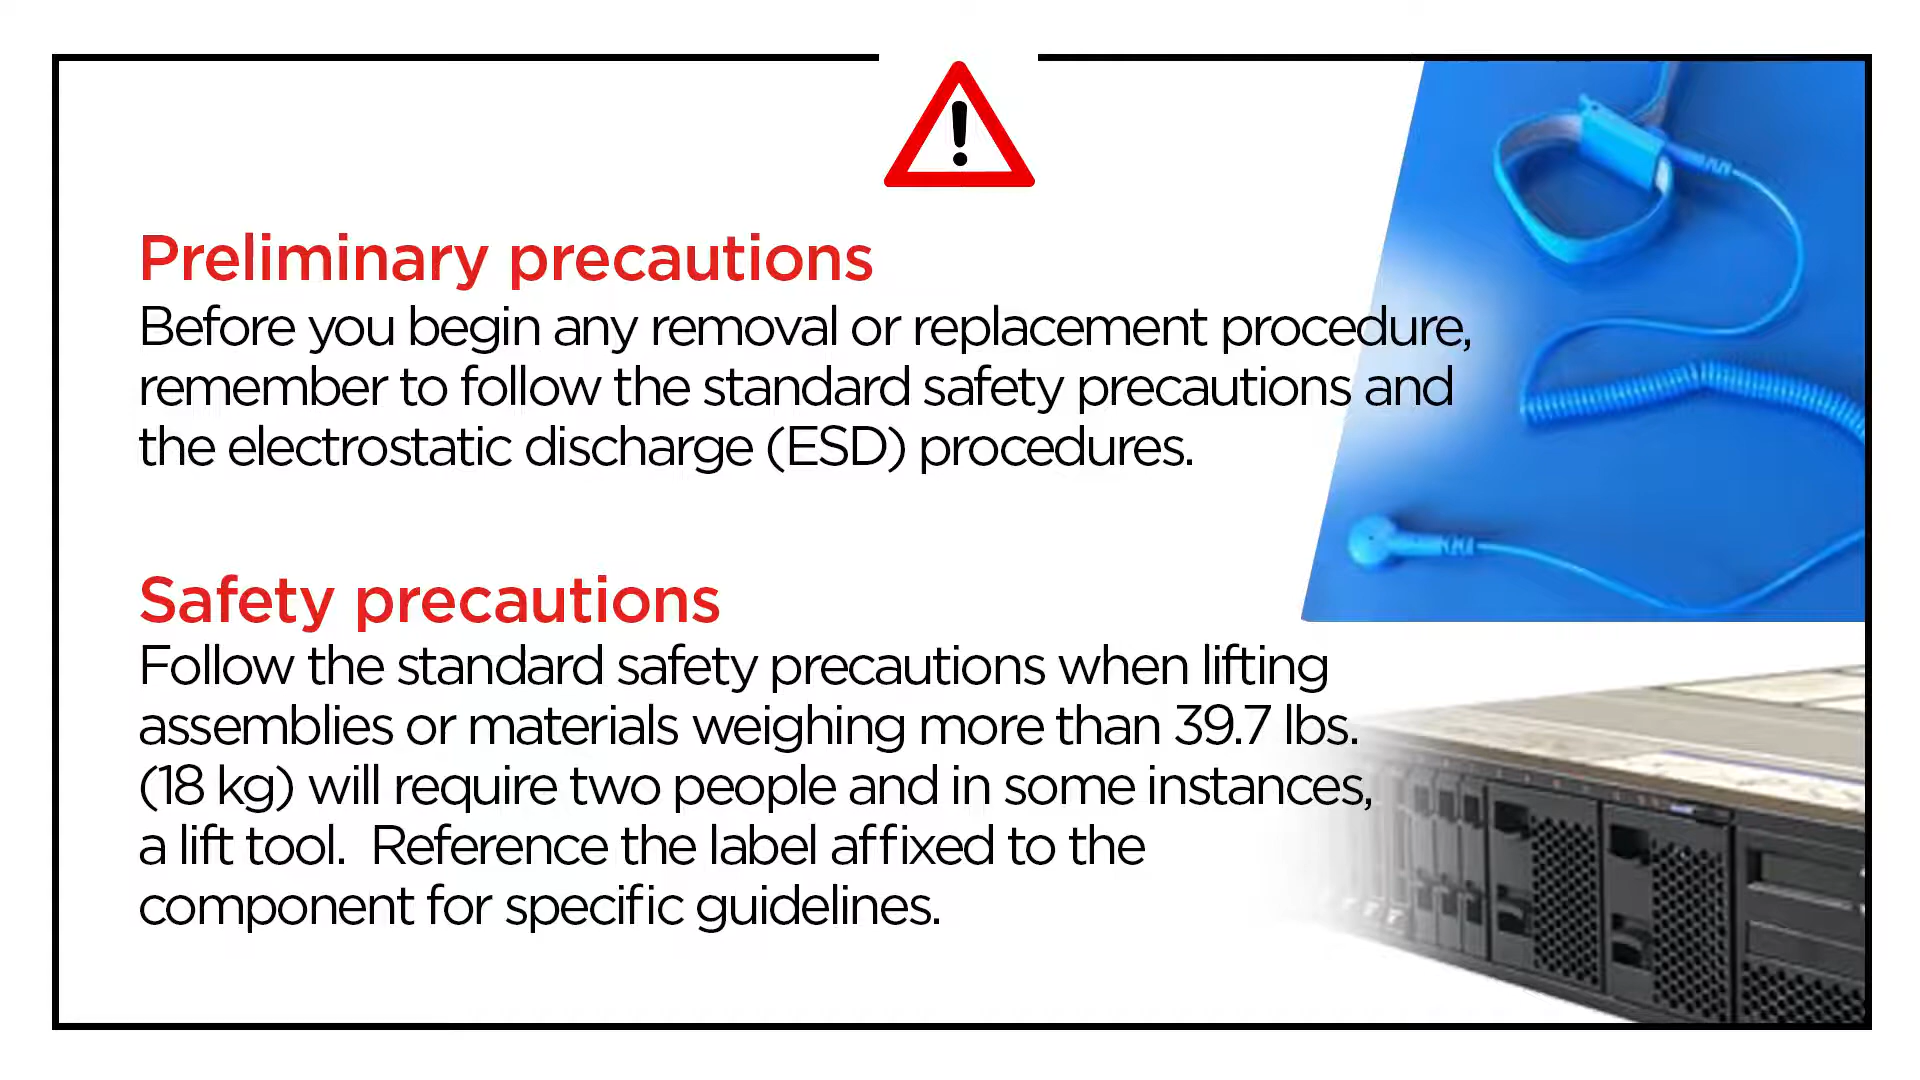 Preliminary precautions
Before you begin any removal or replacement procedure,
remember to follow the standard safety precautions and
the electrostatic discharge (ESD) procedures.
Safety precautions
Follow the standard safety precautions when lifting
assemblies or materials weighing more than 39.7 lbs.
(18 kg) will require two people and in some instances,
a lift tool.  Reference the label affixed to the
component for specific guidelines.